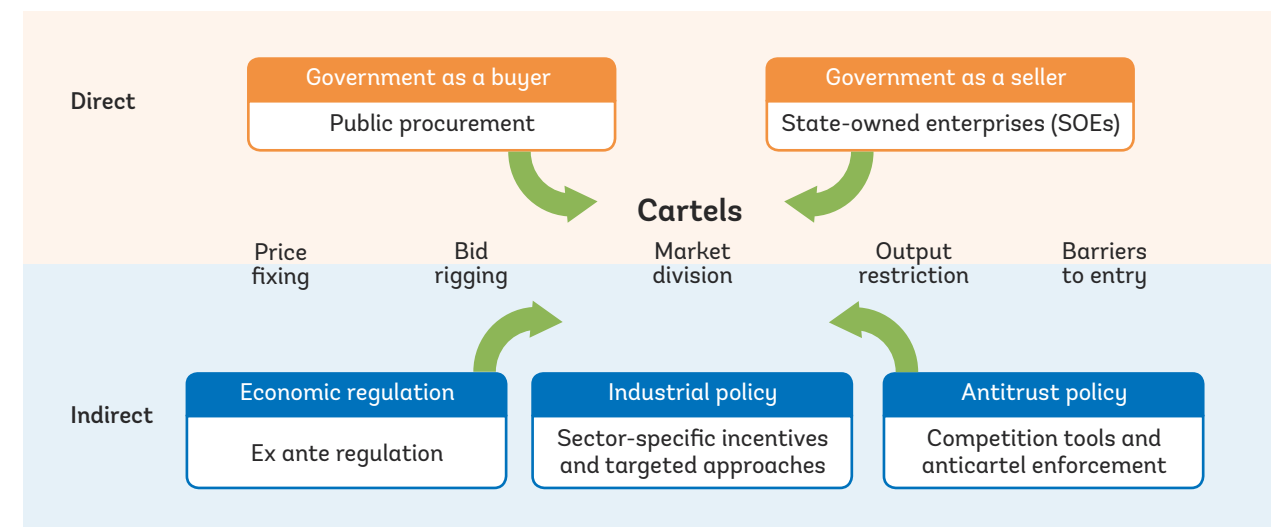 Direct
Government as a buyer
Public procurement
Government as a seller
State-owned enterprises (SOEs)
Cartels
Price
fixing
Bid
rigging
Market
division
Output
restriction
Barriers
to entry
Indirect
Economic regulation
Ex ante regulation
Industrial policy
Sector-specific incentives
and targeted approaches
Antitrust policy
Competition tools and
anticartel enforcement